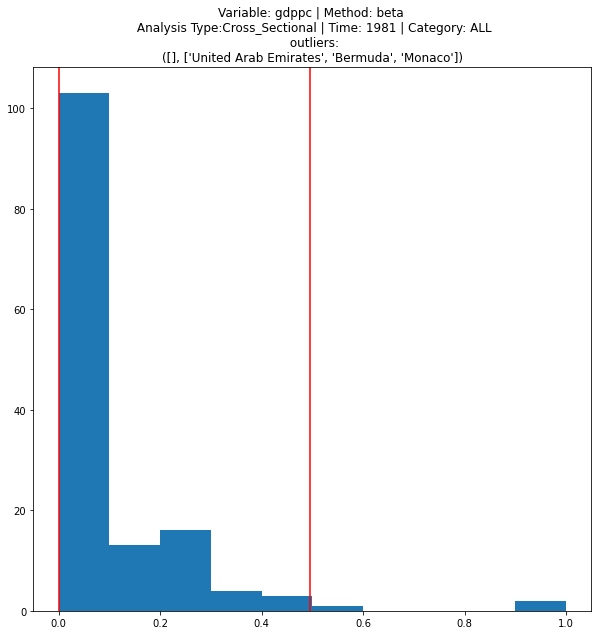 Variable: gdppc | Method: beta
Analysis Type:Cross_Sectional | Time: 1981 | Category: ALL
outliers:
([], ['United Arab Emirates', 'Bermuda', 'Monaco'])
100
80
60
40
20
0
0.0 0.2 0.4 0.6 0.8 1.0